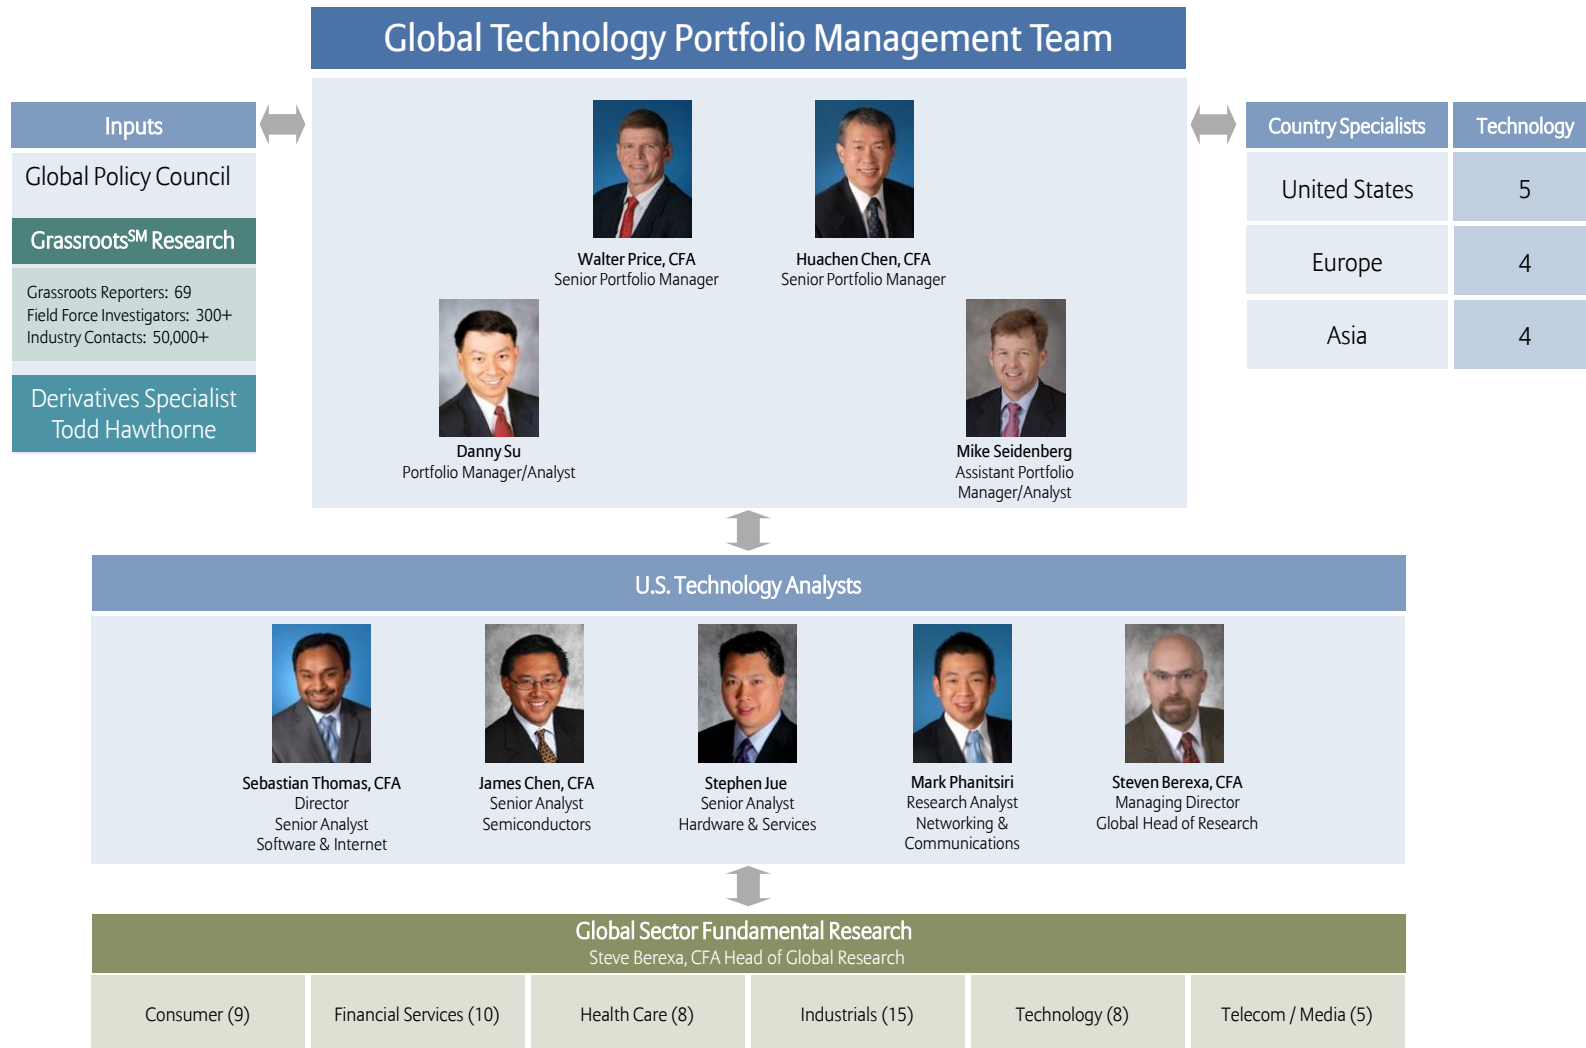 Global Technology Portfolio Management Team
Inputs
Global Policy Council
Grassroots℠ Research
Grassroots Reporters: 69
Field Force Investigators: 300+
Industry Contacts: 50,000+
Derivatives Specialist
Todd Hawthorne
Walter Price, CFA
Senior Portfolio Manager
Huachen Chen, CFA
Senior Portfolio Manager
Danny Su
Portfolio Manager/Analyst
Mike Seidenberg
Assistant Portfolio
Manager/Analyst
Country Specialists Technology
United States 5
Europe 4
Asia 4
U.S. Technology Analysts
Sebastian Thomas, CFA
Director
Senior Analyst
Software & Internet
James Chen, CFA
Senior Analyst
Semiconductors
Stephen Jue
Senior Analyst
Hardware & Services
Mark Phanitsiri
Research Analyst
Networking &
Communications
Steven Berexa, CFA
Managing Director
Global Head of Research
Global Sector Fundamental Research
Steve Berexa, CFA Head of Global Research
Consumer (9)
Financial Services (10)
Health Care (8)
Industrials (15)
Technology (8)
Telecom / Media (5)